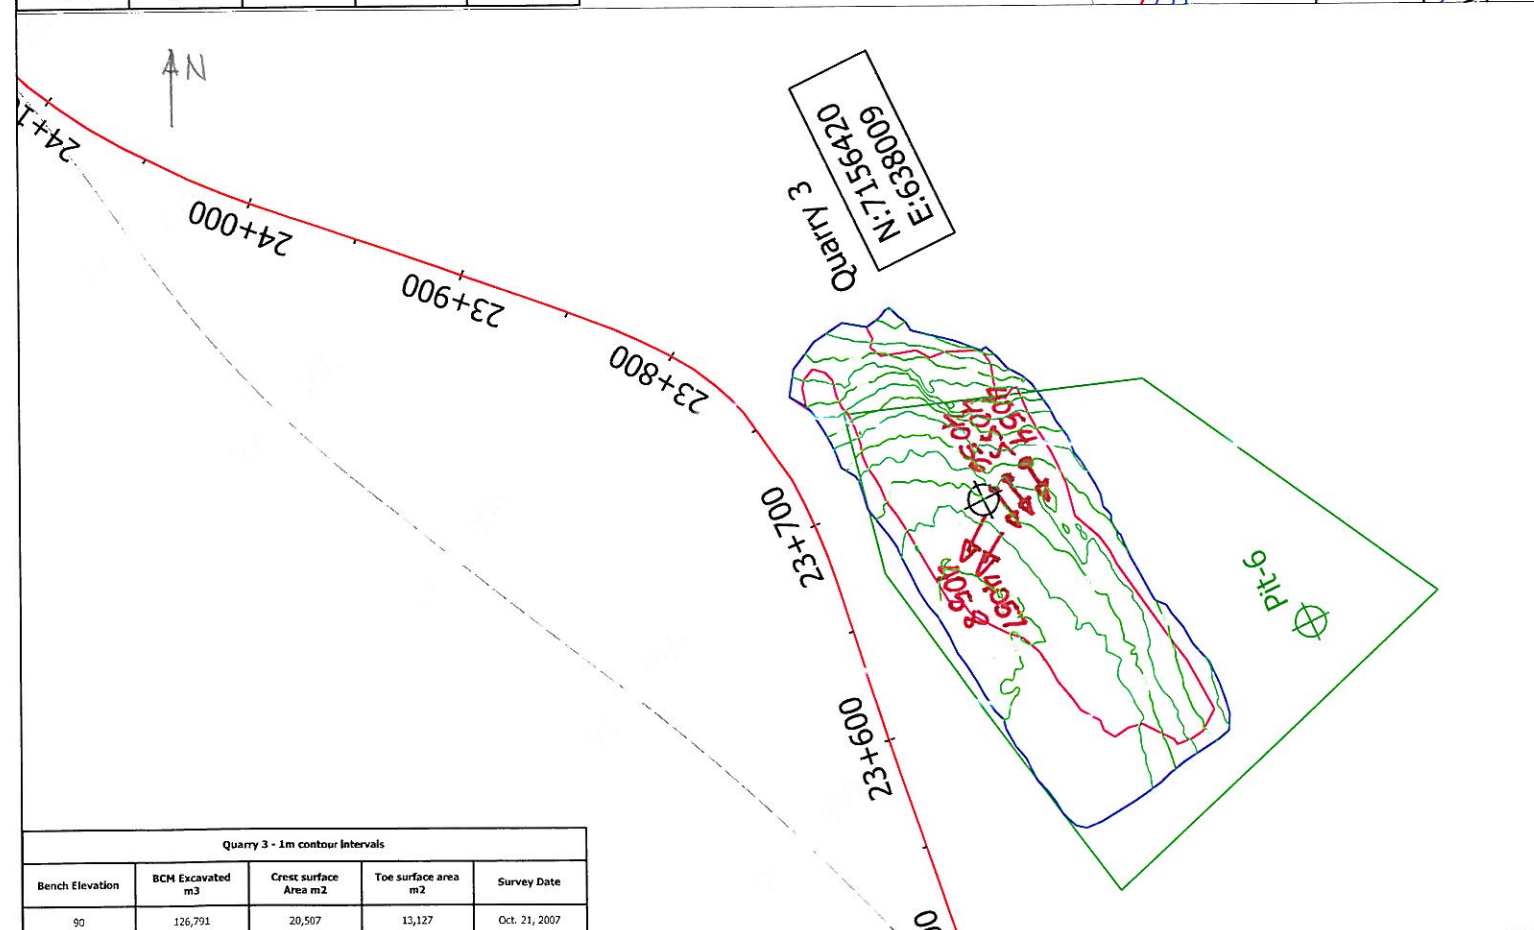 N
24+1
24+000
23+900
23+800
23+700
23+600
Quarry 3
N:7156420
E:638009
Pit-6
Quarry 3 - 1m contour intervals
Bench Elevation
BCM Excavated m3
Crest surface Area m2
Toe surface area m2
Survey Date
90
126,791
20,507
13,127
Oct. 21, 2007